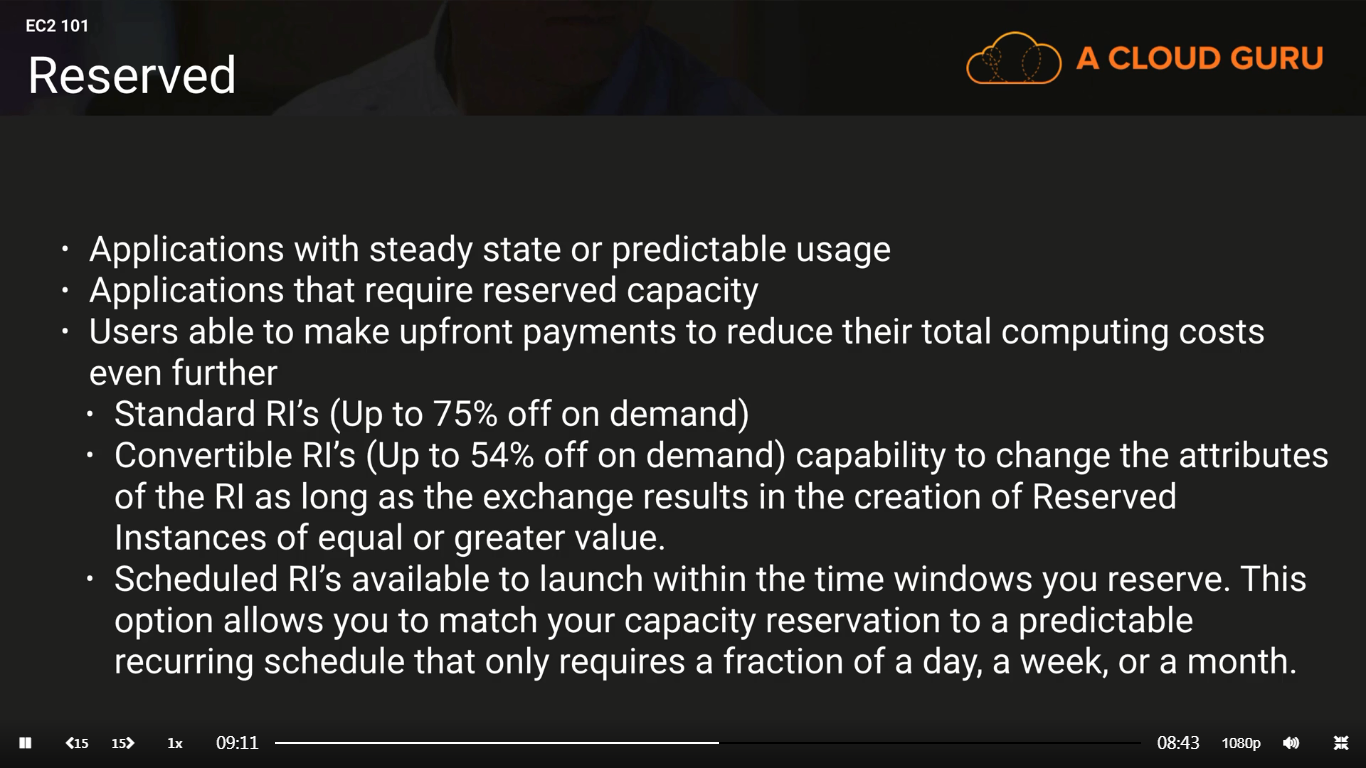 EC2 101
Reserved
A CLOUD GURU
· Applications with steady state or predictable usage
· Applications that require reserved capacity
· Users able to make upfront payments to reduce their total computing costs
even further
· Standard RI’s (Up to 75% off on demand)
· Convertible RI’s (Up to 54% off on demand) capability to change the attributes
of the RI as long as the exchange results in the creation of Reserved
Instances of equal or greater value.
· Scheduled RI’s available to launch within the time windows you reserve. This
option allows you to match your capacity reservation to a predictable
recurring schedule that only requires a fraction of a day, a week, or a month.
15 15 1x 09:11 08:43 1080p